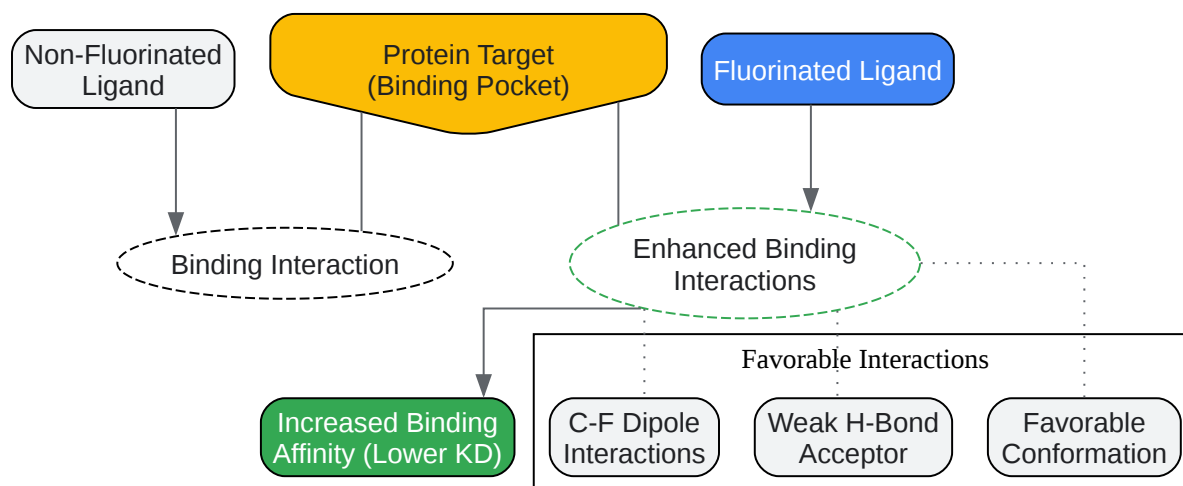 Non-Fluorinated
Ligand
Protein Target
(Binding Pocket)
Fluorinated Ligand
Binding Interaction
Enhanced Binding
Interactions
Favorable Interactions
Increased Binding
Affinity (Lower KD)
C-F Dipole
Interactions
Weak H-Bond
Acceptor
Favorable
Conformation